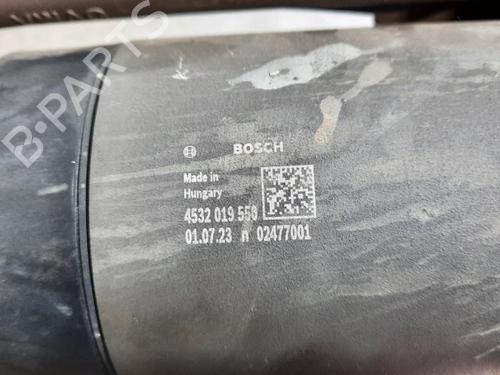 B-PARTS
BOSCH
Made in
Hungary
4532 019 558
01.07.23 n 02477001